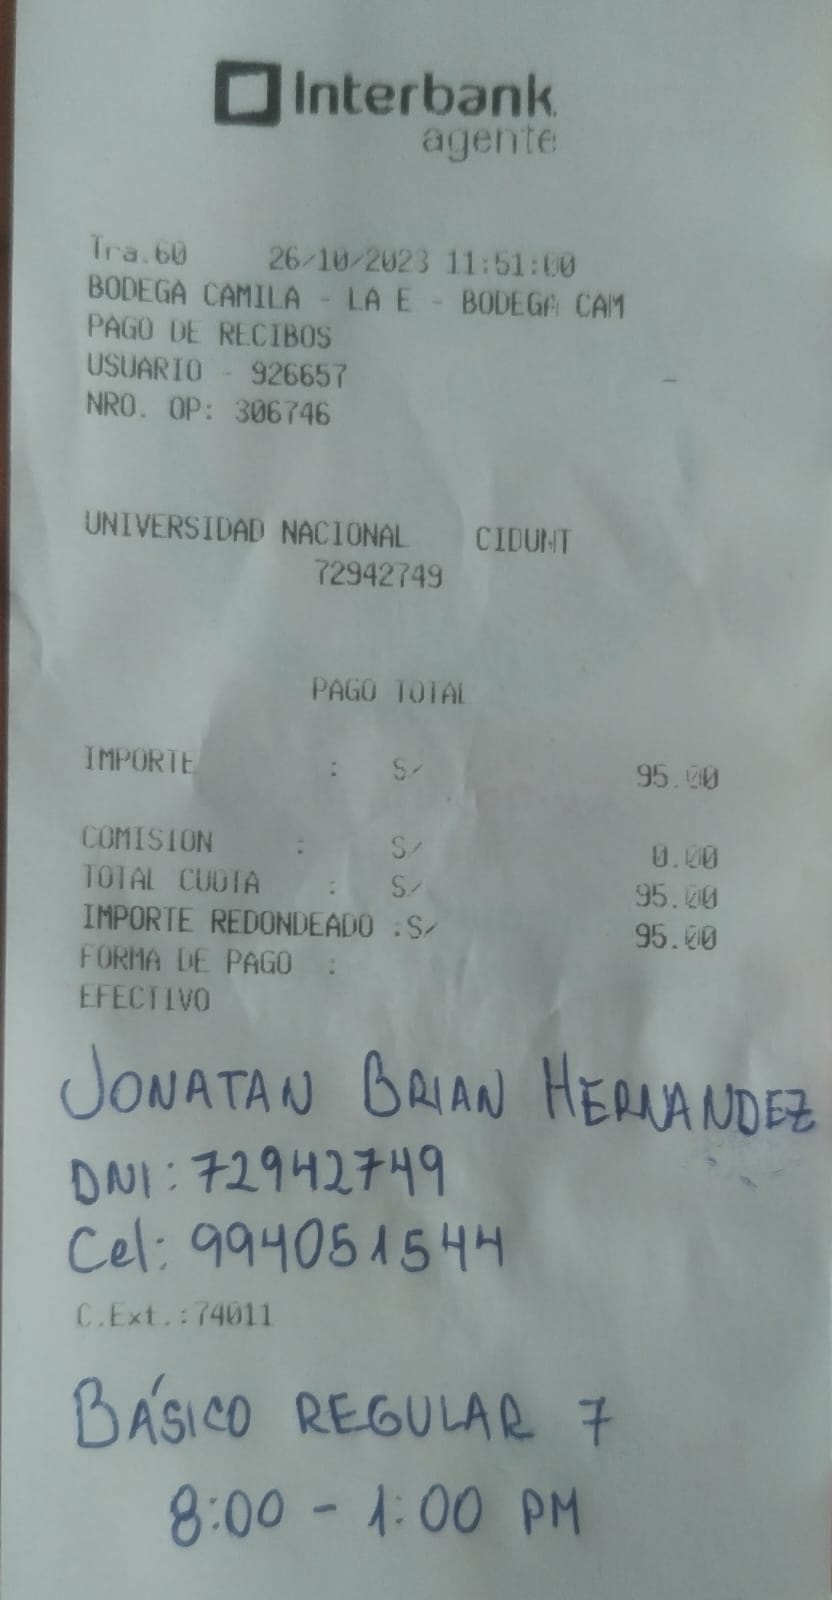 Interbank
agente
Tra.60 26/10/2023 11:51:00
BODEGA CAMILA - LA E - BODEGA CAM
PAGO DE RECIBOS
USUARIO - 926657
NRO. OP: 306746
UNIVERSIDAD NACIONAL CIDUNT
72942749
PAGO TOTAL
IMPORTE : S/ 95.00
COMISION : S/ 0.00
TOTAL CUOTA : S/ 95.00
IMPORTE REDONDEADO :S/ 95.00
FORMA DE PAGO :
EFECTIVO
JONATAN BRIAN HERNANDEZ
DNI: 72942749
Cel: 994051544
C.Ext.:74011
BÁSICO REGULAR 7
8:00 - 1:00 PM